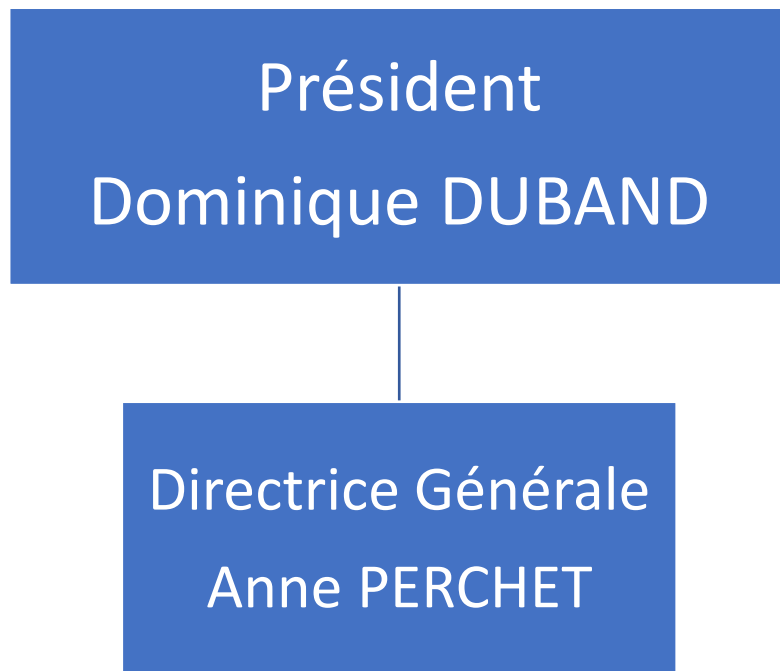 Président
Dominique DUBAND
Directrice Générale
Anne PERCHET